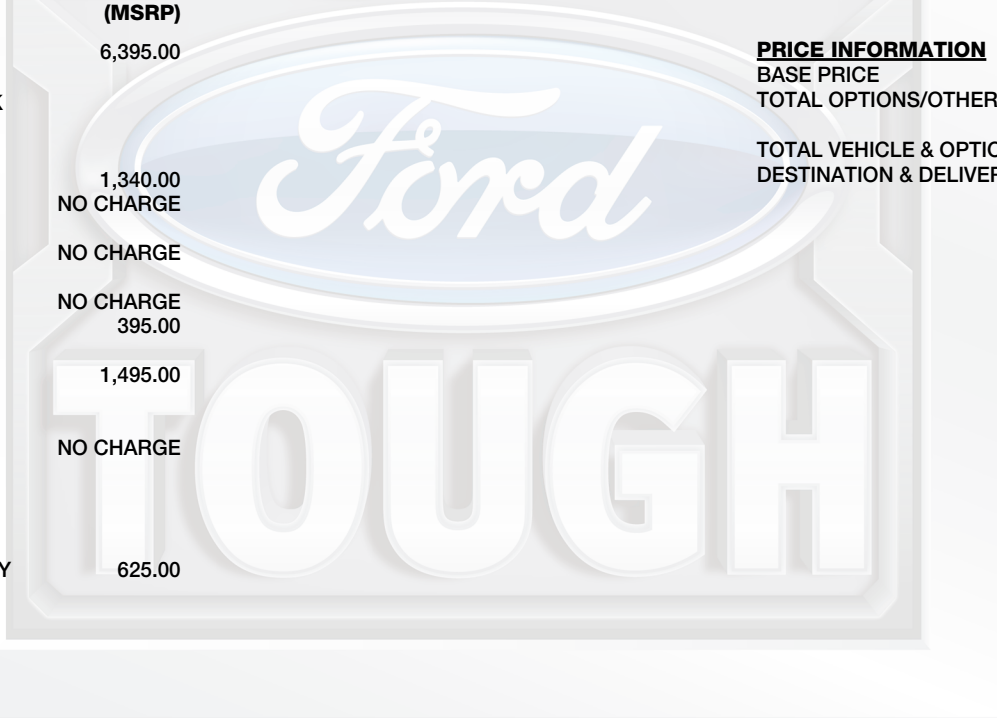 (MSRP)
6,395.00
K
1,340.00
NO CHARGE
NO CHARGE
NO CHARGE
395.00
1,495.00
NO CHARGE
Y
625.00
PRICE INFORMATION
BASE PRICE
TOTAL OPTIONS/OTHER
TOTAL VEHICLE & OPTIO
DESTINATION & DELIVER
Ford
TOUGH